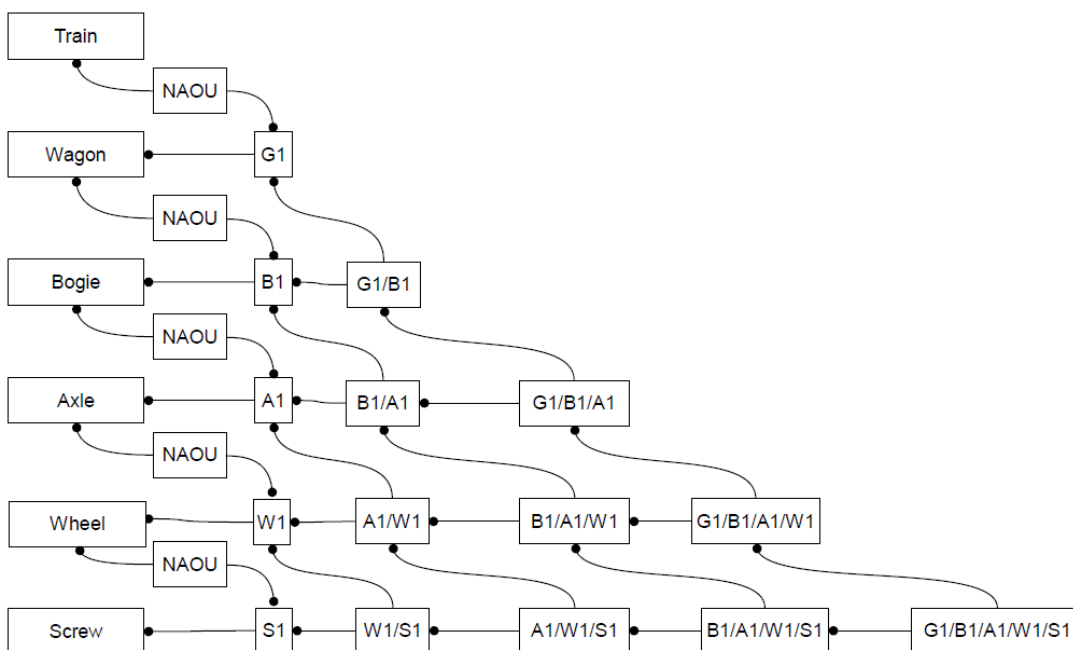 Train
NAOU
Wagon
G1
NAOU
Bogie
B1
G1/B1
NAOU
Axle
A1
B1/A1
G1/B1/A1
NAOU
Wheel
W1
A1/W1
B1/A1/W1
G1/B1/A1/W1
NAOU
Screw
S1
W1/S1
A1/W1/S1
B1/A1/W1/S1
G1/B1/A1/W1/S1